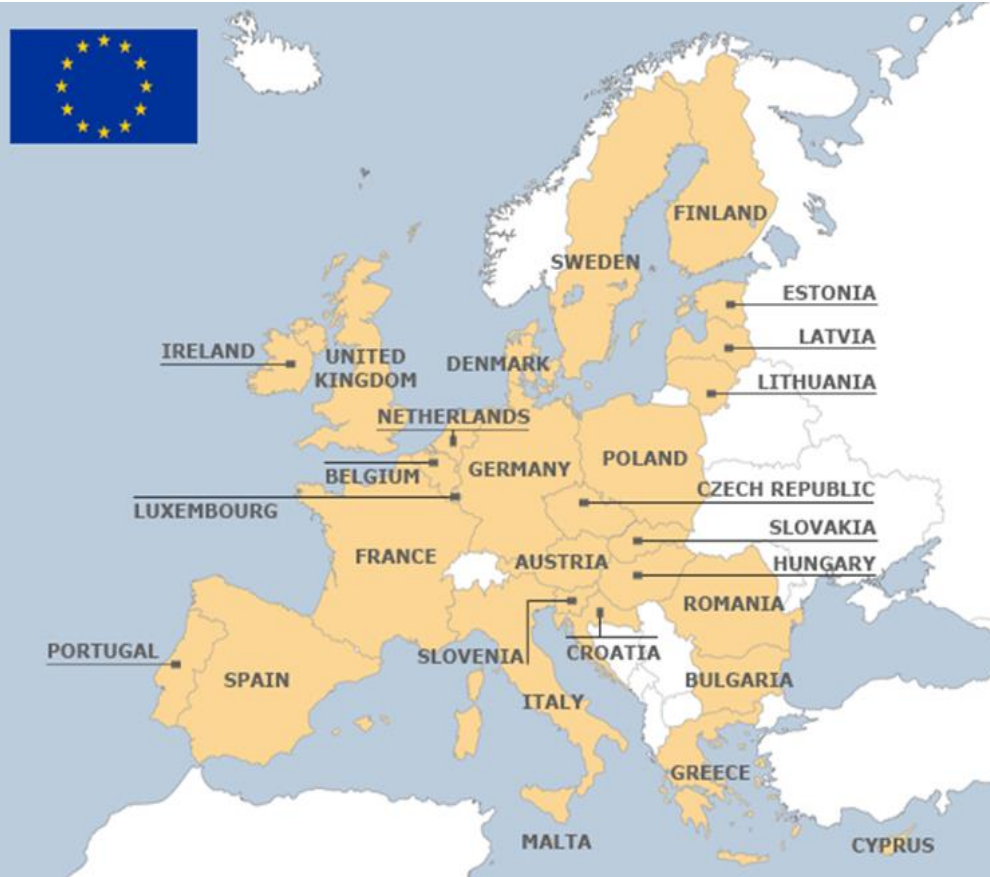 FINLAND
SWEDEN
ESTONIA
LATVIA
IRELAND
UNITED
KINGDOM
DENMARK
LITHUANIA
NETHERLANDS
POLAND
GERMANY
BELGIUM
CZECH REPUBLIC
LUXEMBOURG
SLOVAKIA
FRANCE
AUSTRIA
HUNGARY
ROMANIA
PORTUGAL
SLOVENIA
CROATIA
SPAIN
BULGARIA
ITALY
GREECE
MALTA
CYPRUS